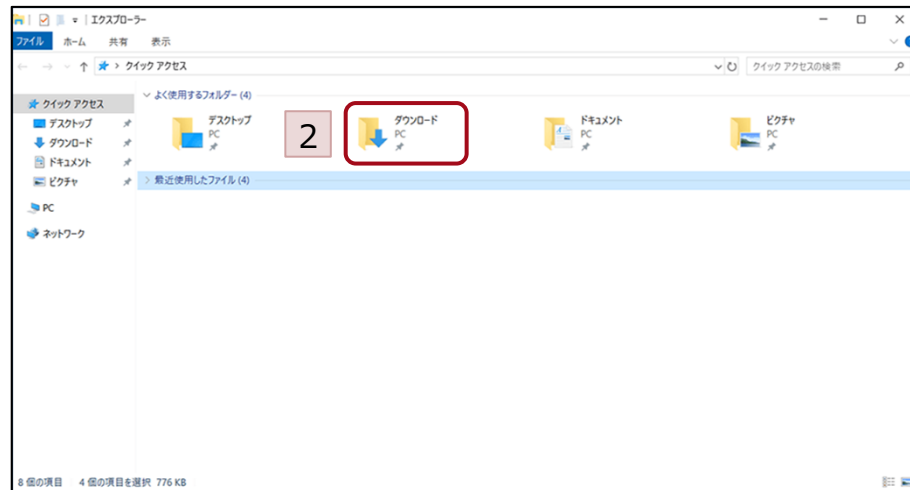 エクスプローラー
ファイル ホーム 共有 表示
クイック アクセス クイック アクセスの検索
クイック アクセス
デスクトップ
ダウンロード
ドキュメント
ピクチャ
PC
ネットワーク
よく使用するフォルダー (4)
デスクトップ
PC
2
ダウンロード
PC
ドキュメント
PC
ピクチャ
PC
最近使用したファイル (4)
8 個の項目 4 個の項目を選択 776 KB